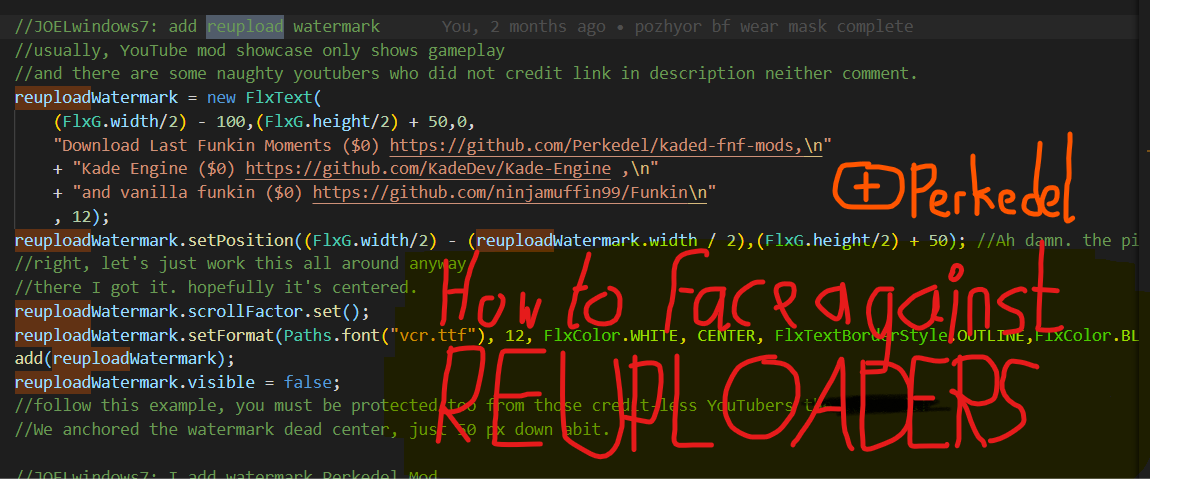 //JOELwindows7: add reupload watermark You, 2 months ago • pozhyor bf wear mask complete
//usually, YouTube mod showcase only shows gameplay
//and there are some naughty youtubers who did not credit link in description neither comment.
reuploadWatermark = new FlxText(
(FlxG.width/2) - 100,(FlxG.height/2) + 50,0,
"Download Last Funkin Moments ($0) https://github.com/Perkedel/kaded-fnf-mods,\n"
+ "Kade Engine ($0) https://github.com/KadeDev/Kade-Engine ,\n"
+ "and vanilla funkin ($0) https://github.com/ninjamuffin99/Funkin\n"
, 12);
+ Perkedel
reuploadWatermark.setPosition((FlxG.width/2) - (reuploadWatermark.width / 2),(FlxG.height/2) + 50); //Ah damn. the pi
//right, let's just work this all around anyway
//there I got it. hopefully it's centered.
reuploadWatermark.scrollFactor.set();
reuploadWatermark.setFormat(Paths.font("vcr.ttf"), 12, FlxColor.WHITE, CENTER, FlxTextBorderStyle.OUTLINE,FlxColor.BL
add(reuploadWatermark);
reuploadWatermark.visible = false;
//follow this example, you must be protected too from those credit-less YouTubers
//We anchored the watermark dead center, just 50 px down abit.
How to Face against
REUPLOADERS
//JOELwindows7: I add watermark Perkedel Mod